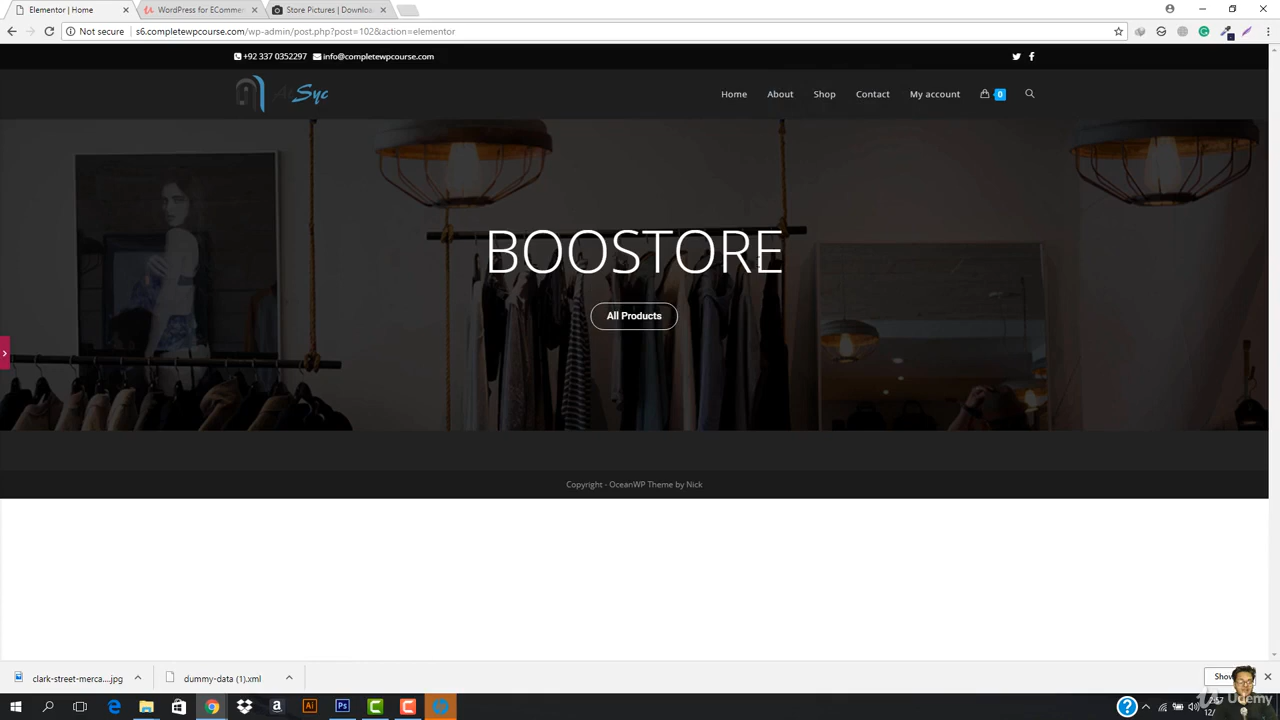 Elementor | Home
WordPress for ECommer
Store Pictures | Downloa
Not secure
s6.completewpcourse.com/wp-admin/post.php?post=102&action=elementor
+92 337 0352297
info@completewpcourse.com
Syc
Home
About
Shop
Contact
My account
0
BOOSTORE
All Products
Copyright - OceanWP Theme by Nick
clark-street-merca....jpg
dummy-data (1).xml
Show
Udemy